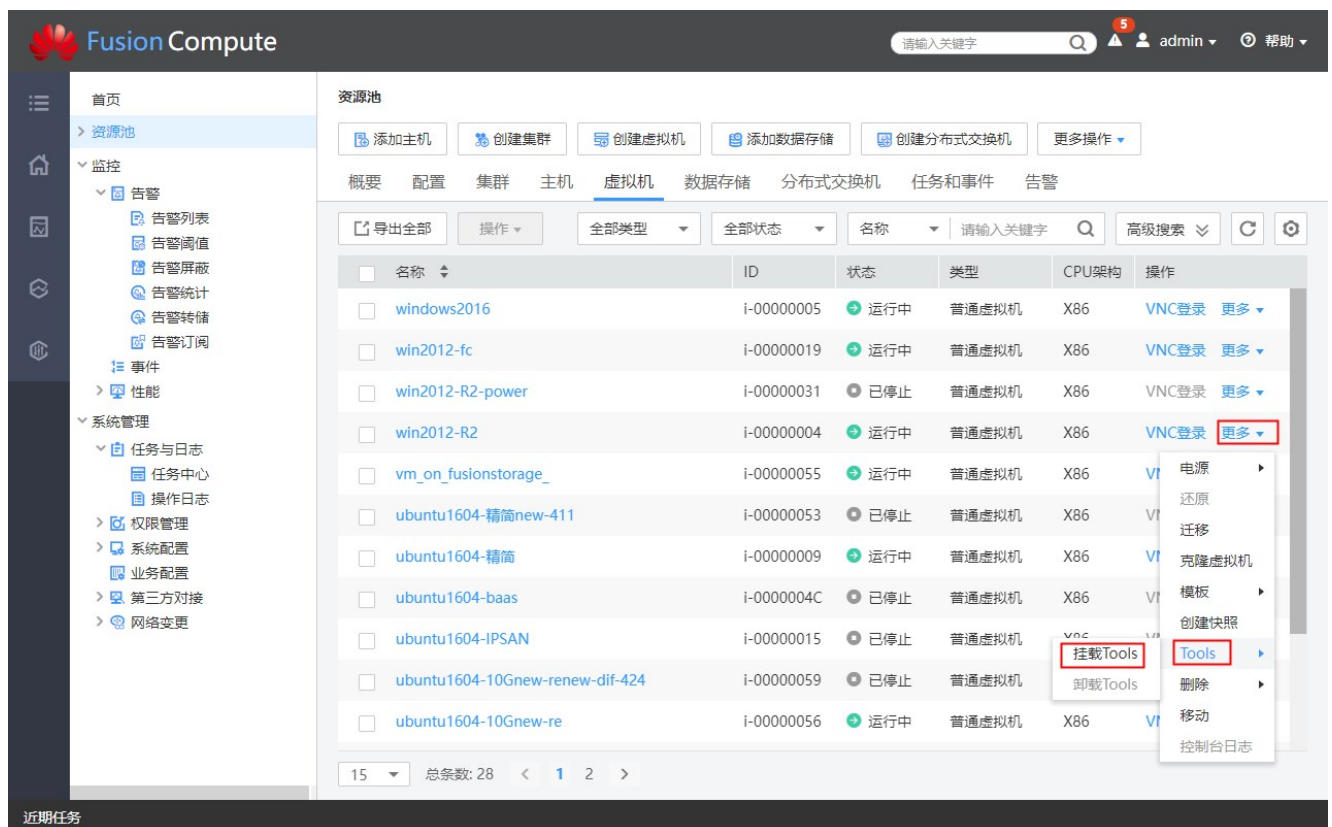 Fusion Compute
请输入关键字
5
admin
帮助
首页
资源池
监控
告警
告警列表
告警阈值
告警屏蔽
告警统计
告警转储
告警订阅
事件
性能
系统管理
任务与日志
任务中心
操作日志
权限管理
系统配置
业务配置
第三方对接
网络变更
资源池
添加主机 创建集群 创建虚拟机 添加数据存储 创建分布式交换机 更多操作
概要 配置 集群 主机 虚拟机 数据存储 分布式交换机 任务和事件 告警
导出全部 操作 全部类型 全部状态 名称 请输入关键字 高级搜索
名称 ID 状态 类型 CPU架构 操作
windows2016 i-00000005 运行中 普通虚拟机 X86 VNC登录 更多
win2012-fc i-00000019 运行中 普通虚拟机 X86 VNC登录 更多
win2012-R2-power i-00000031 已停止 普通虚拟机 X86 VNC登录 更多
win2012-R2 i-00000004 运行中 普通虚拟机 X86 VNC登录 更多
vm_on_fusionstorage_ i-00000055 运行中 普通虚拟机 X86
ubuntu1604-精简new-411 i-00000053 已停止 普通虚拟机 X86
ubuntu1604-精简 i-00000009 运行中 普通虚拟机 X86
ubuntu1604-baas i-0000004C 已停止 普通虚拟机 X86
ubuntu1604-IPSAN i-00000015 已停止 普通虚拟机
ubuntu1604-10Gnew-renew-dif-424 i-00000059 已停止 普通虚拟机
ubuntu1604-10Gnew-re i-00000056 运行中 普通虚拟机 X86
电源
还原
迁移
克隆虚拟机
模板
创建快照
Tools
删除
移动
控制台日志
挂载Tools
卸载Tools
15 总条数: 28 < 1 2 >
近期任务